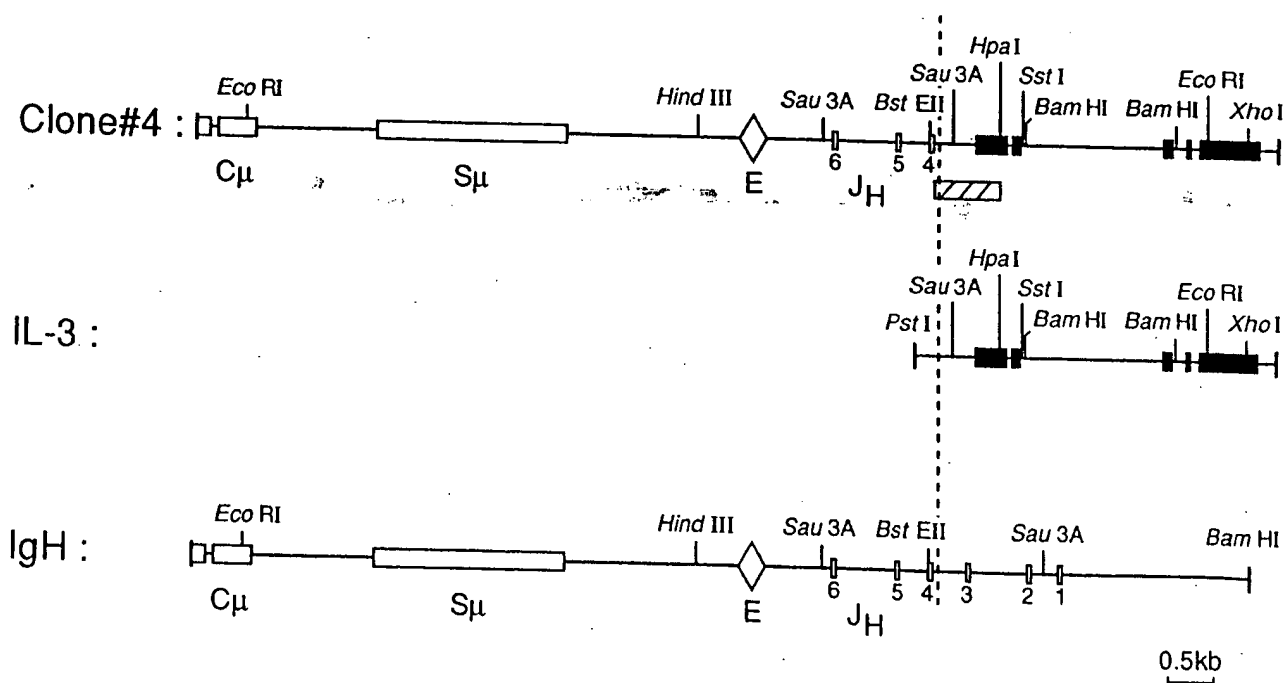 Clone#4 :
Eco RI
Hind III
Sau 3A
Bst EII
Sau 3A
Hpa I
Sst I
Bam HI
Bam HI
Eco RI
Xho I
Cμ
Sμ
E
6
5
4
JH
IL-3 :
Pst I
Sau 3A
Hpa I
Sst I
Bam HI
Bam HI
Eco RI
Xho I
IgH :
Eco RI
Hind III
Sau 3A
Bst EII
Sau 3A
Bam HI
Cμ
Sμ
E
6
5
4
3
2
1
JH
0.5kb